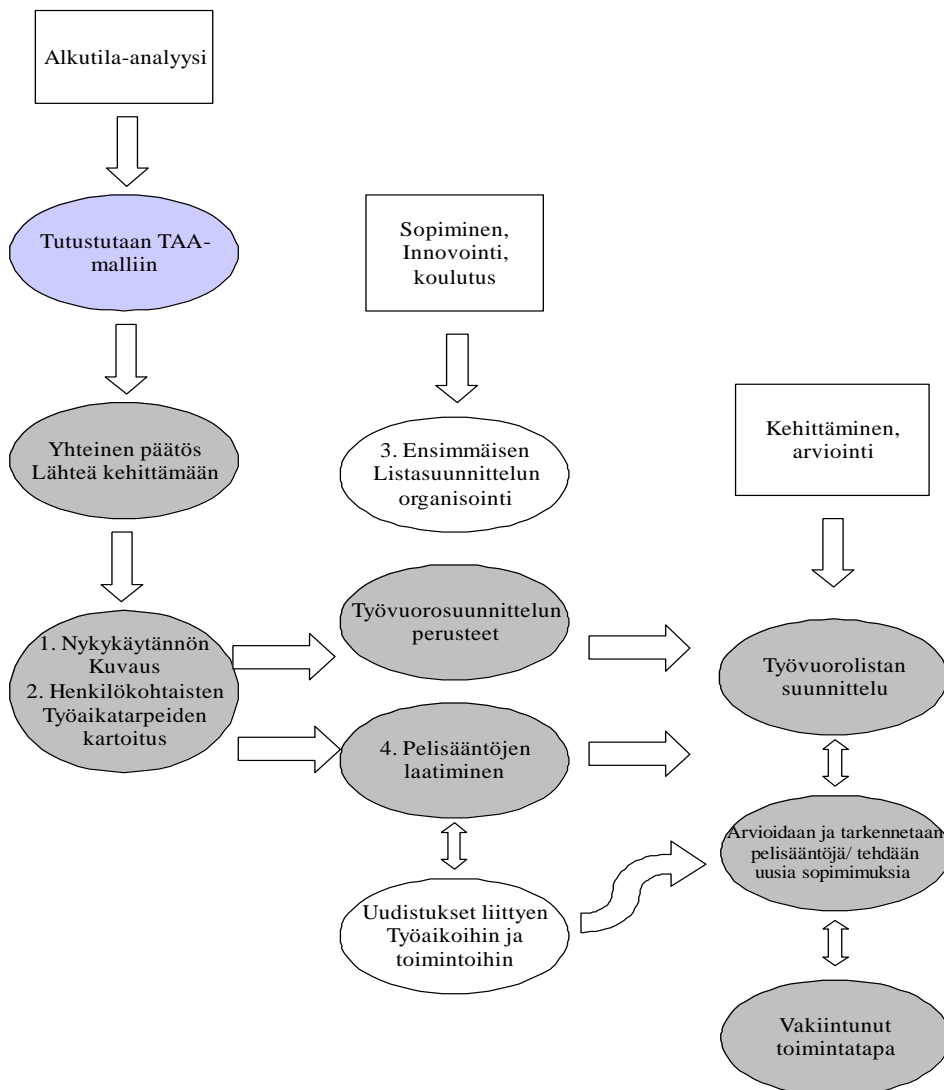 Alkutila-analyysi
Tutustutaan TAA-
malliin
Yhteinen päätös
Lähteä kehittämään
1. Nykykäytännön
Kuvaus
2. Henkilökohtaisten
Työaikatarpeiden
kartoitus
Sopiminen,
Innovointi,
koulutus
3. Ensimmäisen
Listasuunnittelun
organisointi
Työvuorosuunnittelun
perusteet
4. Pelisääntöjen
laatiminen
Uudistukset liittyen
Työaikoihin ja
toimintoihin
Kehittäminen,
arviointi
Työvuorolistan
suunnittelu
Arvioidaan ja tarkennetaan
pelisääntöjä/ tehdään
uusia sopimimuksia
Vakiintunut
toimintatapa